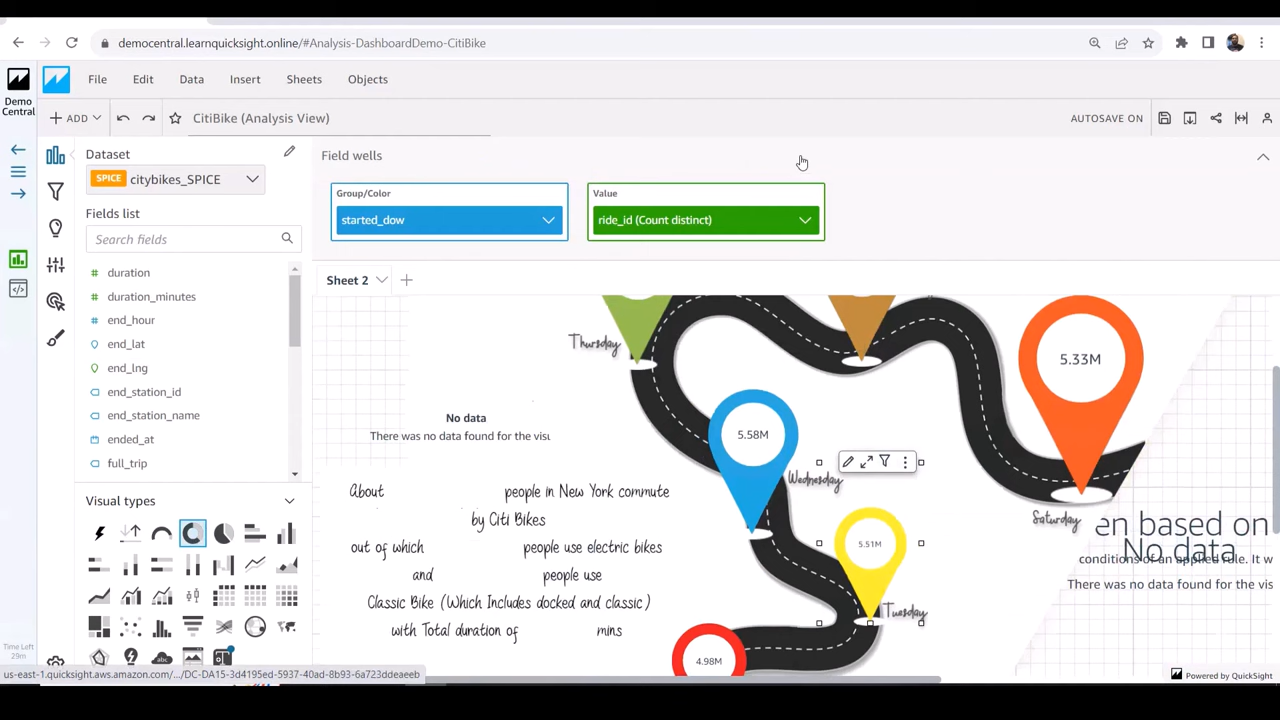 democentral.learnquicksight.online/#Analysis-DashboardDemo-CitiBike
Demo
Central
File Edit Data Insert Sheets Objects
ADD
CitiBike (Analysis View)
AUTOSAVE ON
Dataset
SPICE citybikes_SPICE
Fields list
Search fields
duration
duration_minutes
end_hour
end_lat
end_lng
end_station_id
end_station_name
ended_at
full_trip
Visual types
Field wells
Group/Color
started_dow
Value
ride_id (Count distinct)
Sheet 2
Thursday
5.33M
No data
There was no data found for the visu
5.58M
Wednesday
About people in New York commute
by Citi Bikes
out of which people use electric bikes
and people use
Classic Bike (Which Includes docked and classic)
with Total duration of mins
5.51M
Tuesday
Saturday
en based on
No data
conditions of an applied rule. It w
There was no data found for the vis
4.98M
Time Left
29m
us-east-1.quicksight.aws.amazon.com/.../DC-DA15-3d4195ed-5937-40ad-8b93-6a723ddeaeeb
Powered by QuickSight